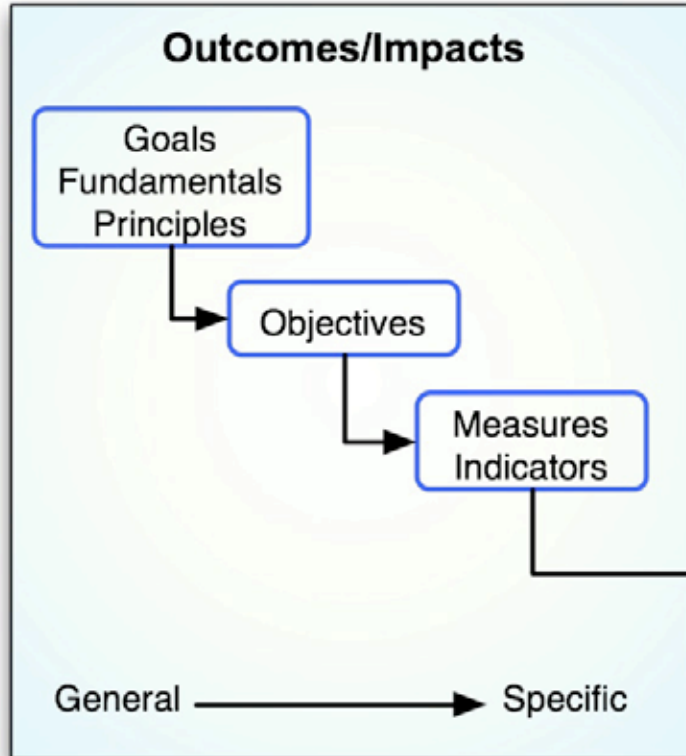 Outcomes/Impacts
Goals
Fundamentals
Principles
Objectives
Measures
Indicators
General
Specific